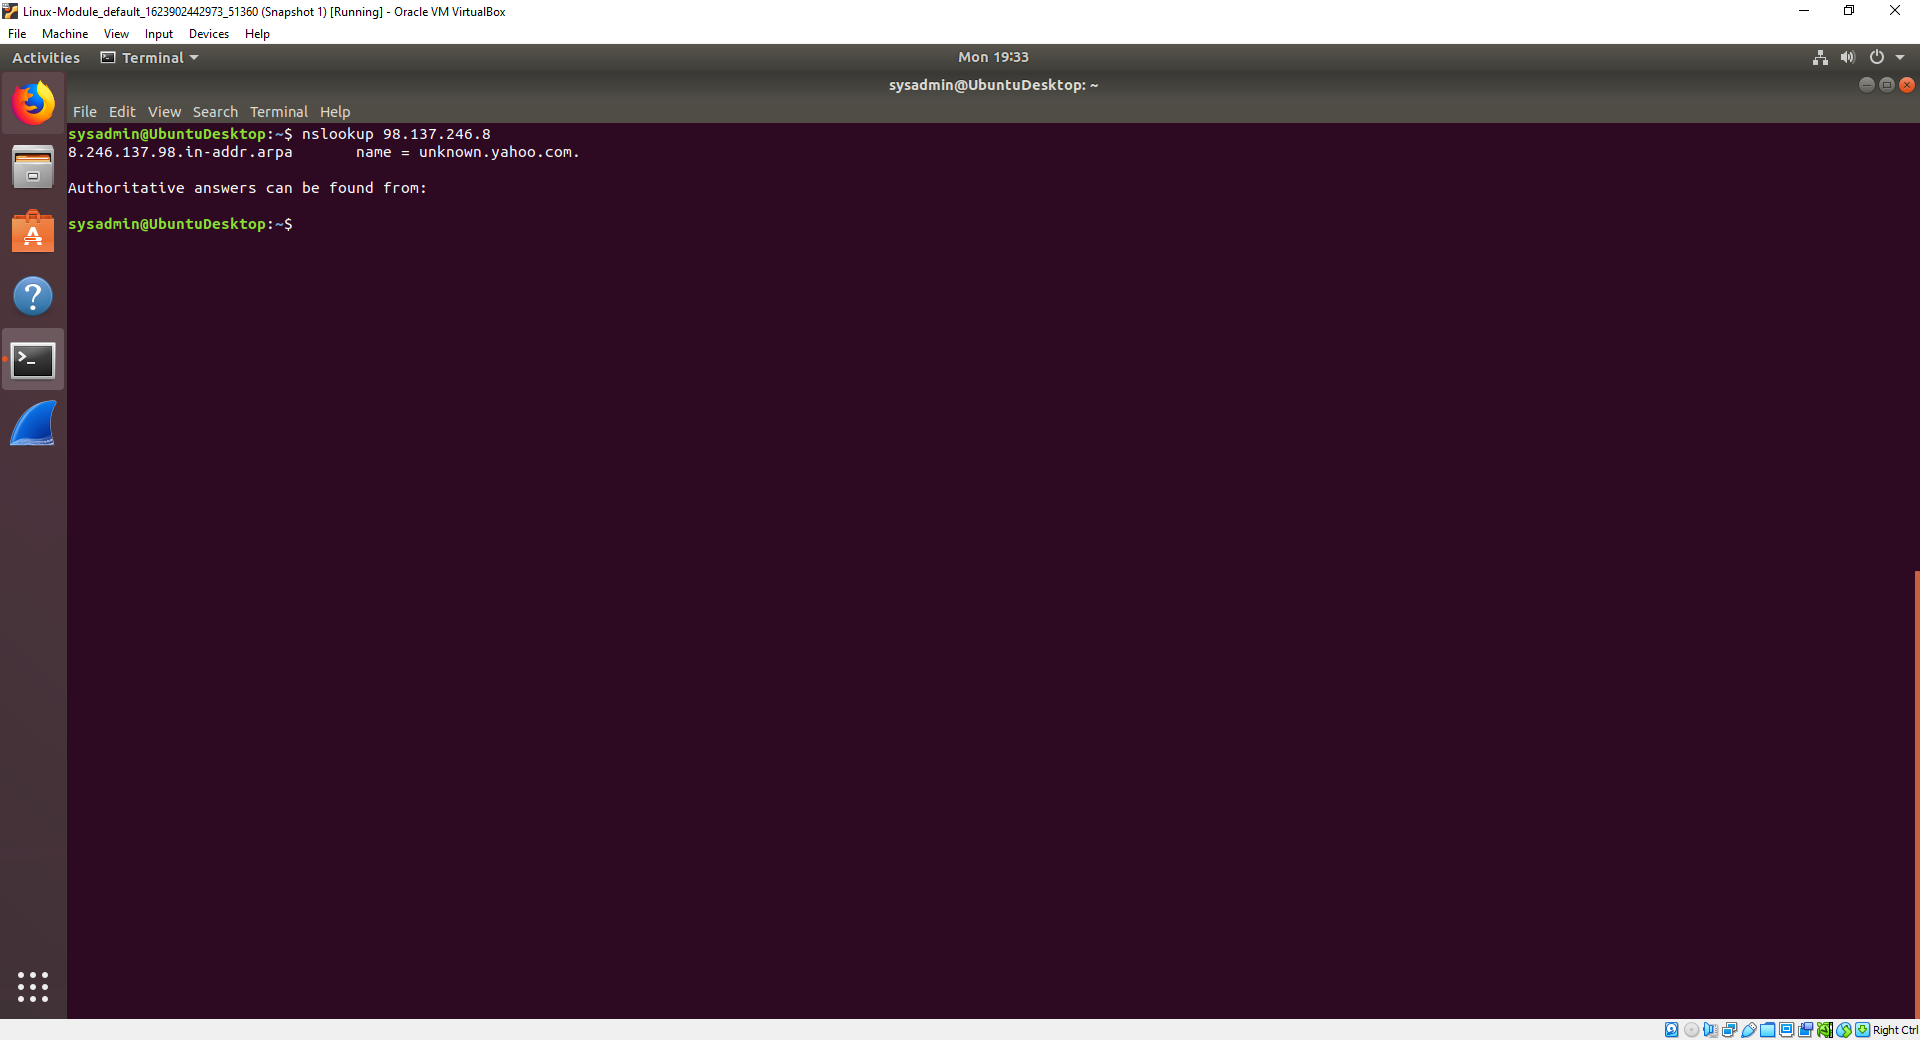 Linux-Module_default_1623902442973_51360 (Snapshot 1) [Running] - Oracle VM VirtualBox
File Machine View Input Devices Help
Activities Terminal Mon 19:33
sysadmin@UbuntuDesktop: ~
File Edit View Search Terminal Help
sysadmin@UbuntuDesktop:~$ nslookup 98.137.246.8
8.246.137.98.in-addr.arpa name = unknown.yahoo.com.
Authoritative answers can be found from:
sysadmin@UbuntuDesktop:~$
Right Ctrl